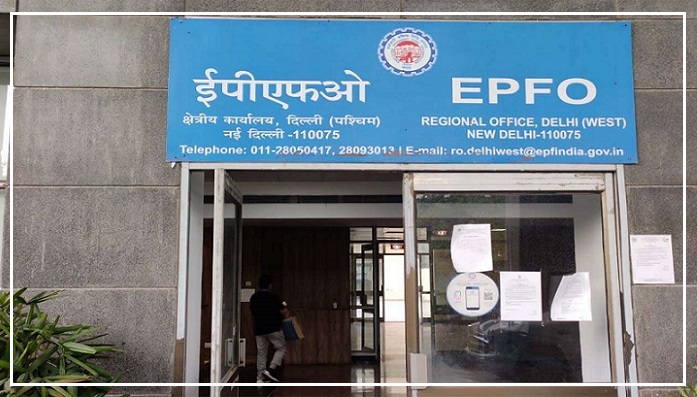 ईपीएफओ
क्षेत्रीय कार्यालय, दिल्ली (पश्चिम)
नई दिल्ली -110075
EPFO
REGIONAL OFFICE, DELHI (WEST)
NEW DELHI-110075
Telephone: 011-28050417, 28093013 | E-mail: ro.delhiwest@epfindia.gov.in